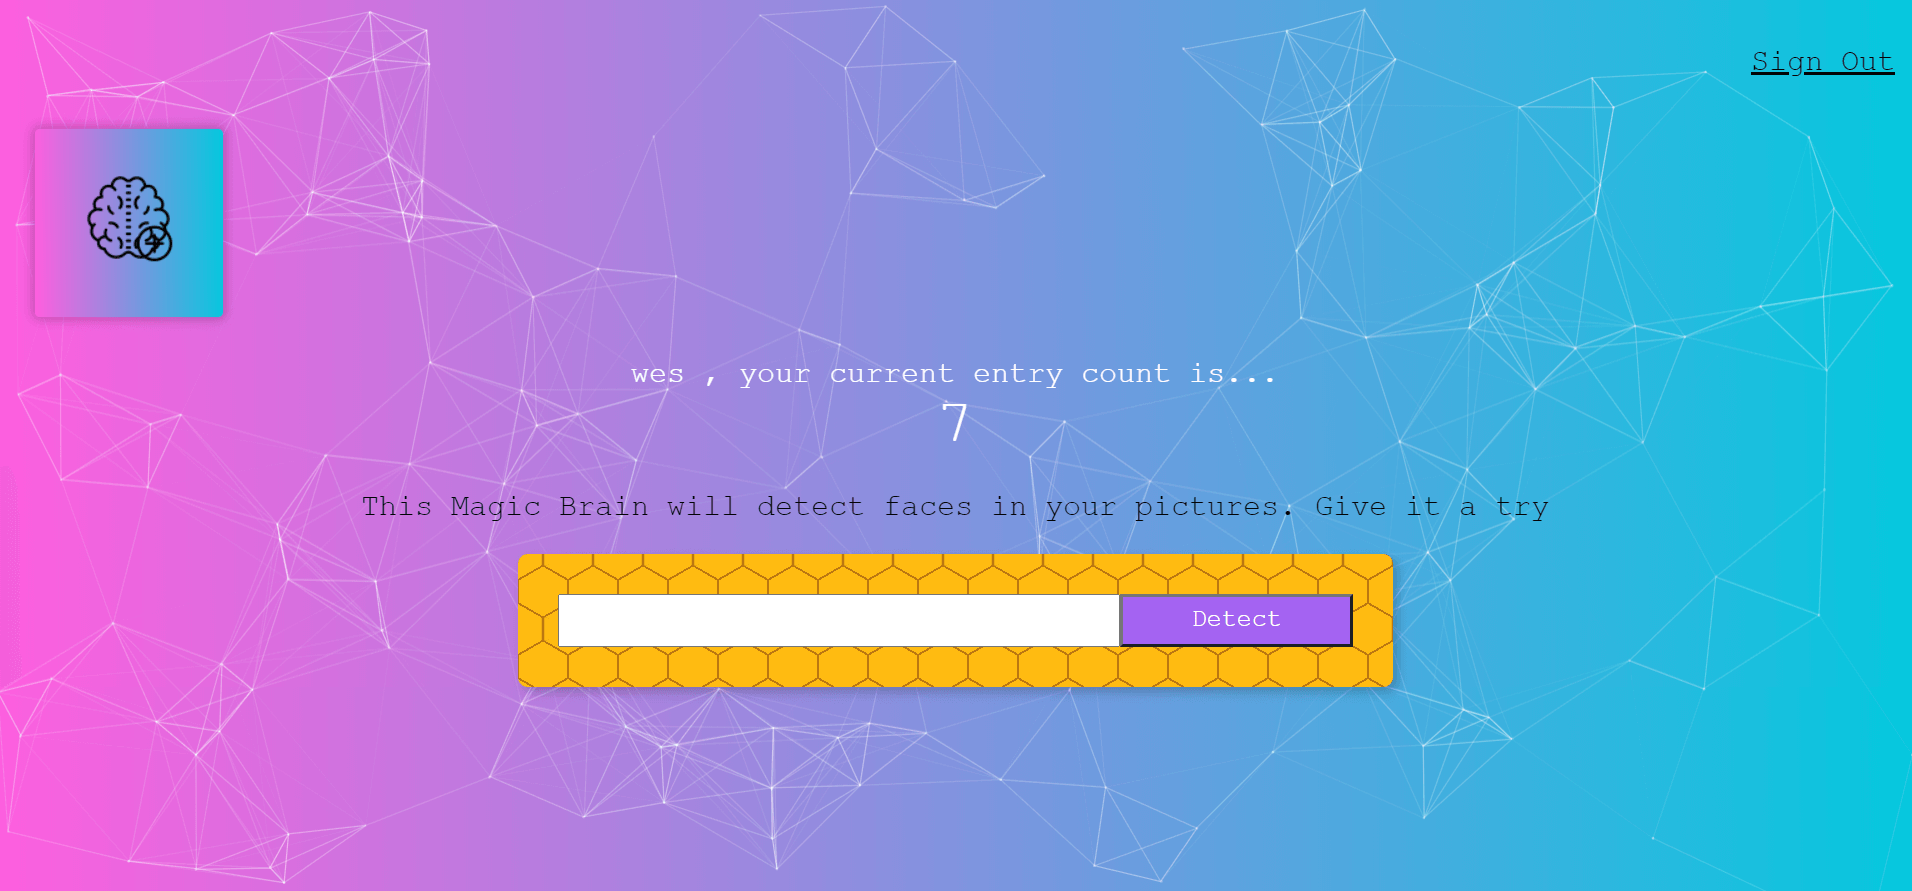 Sign Out
wes , your current entry count is...
7
This Magic Brain will detect faces in your pictures. Give it a try
Detect